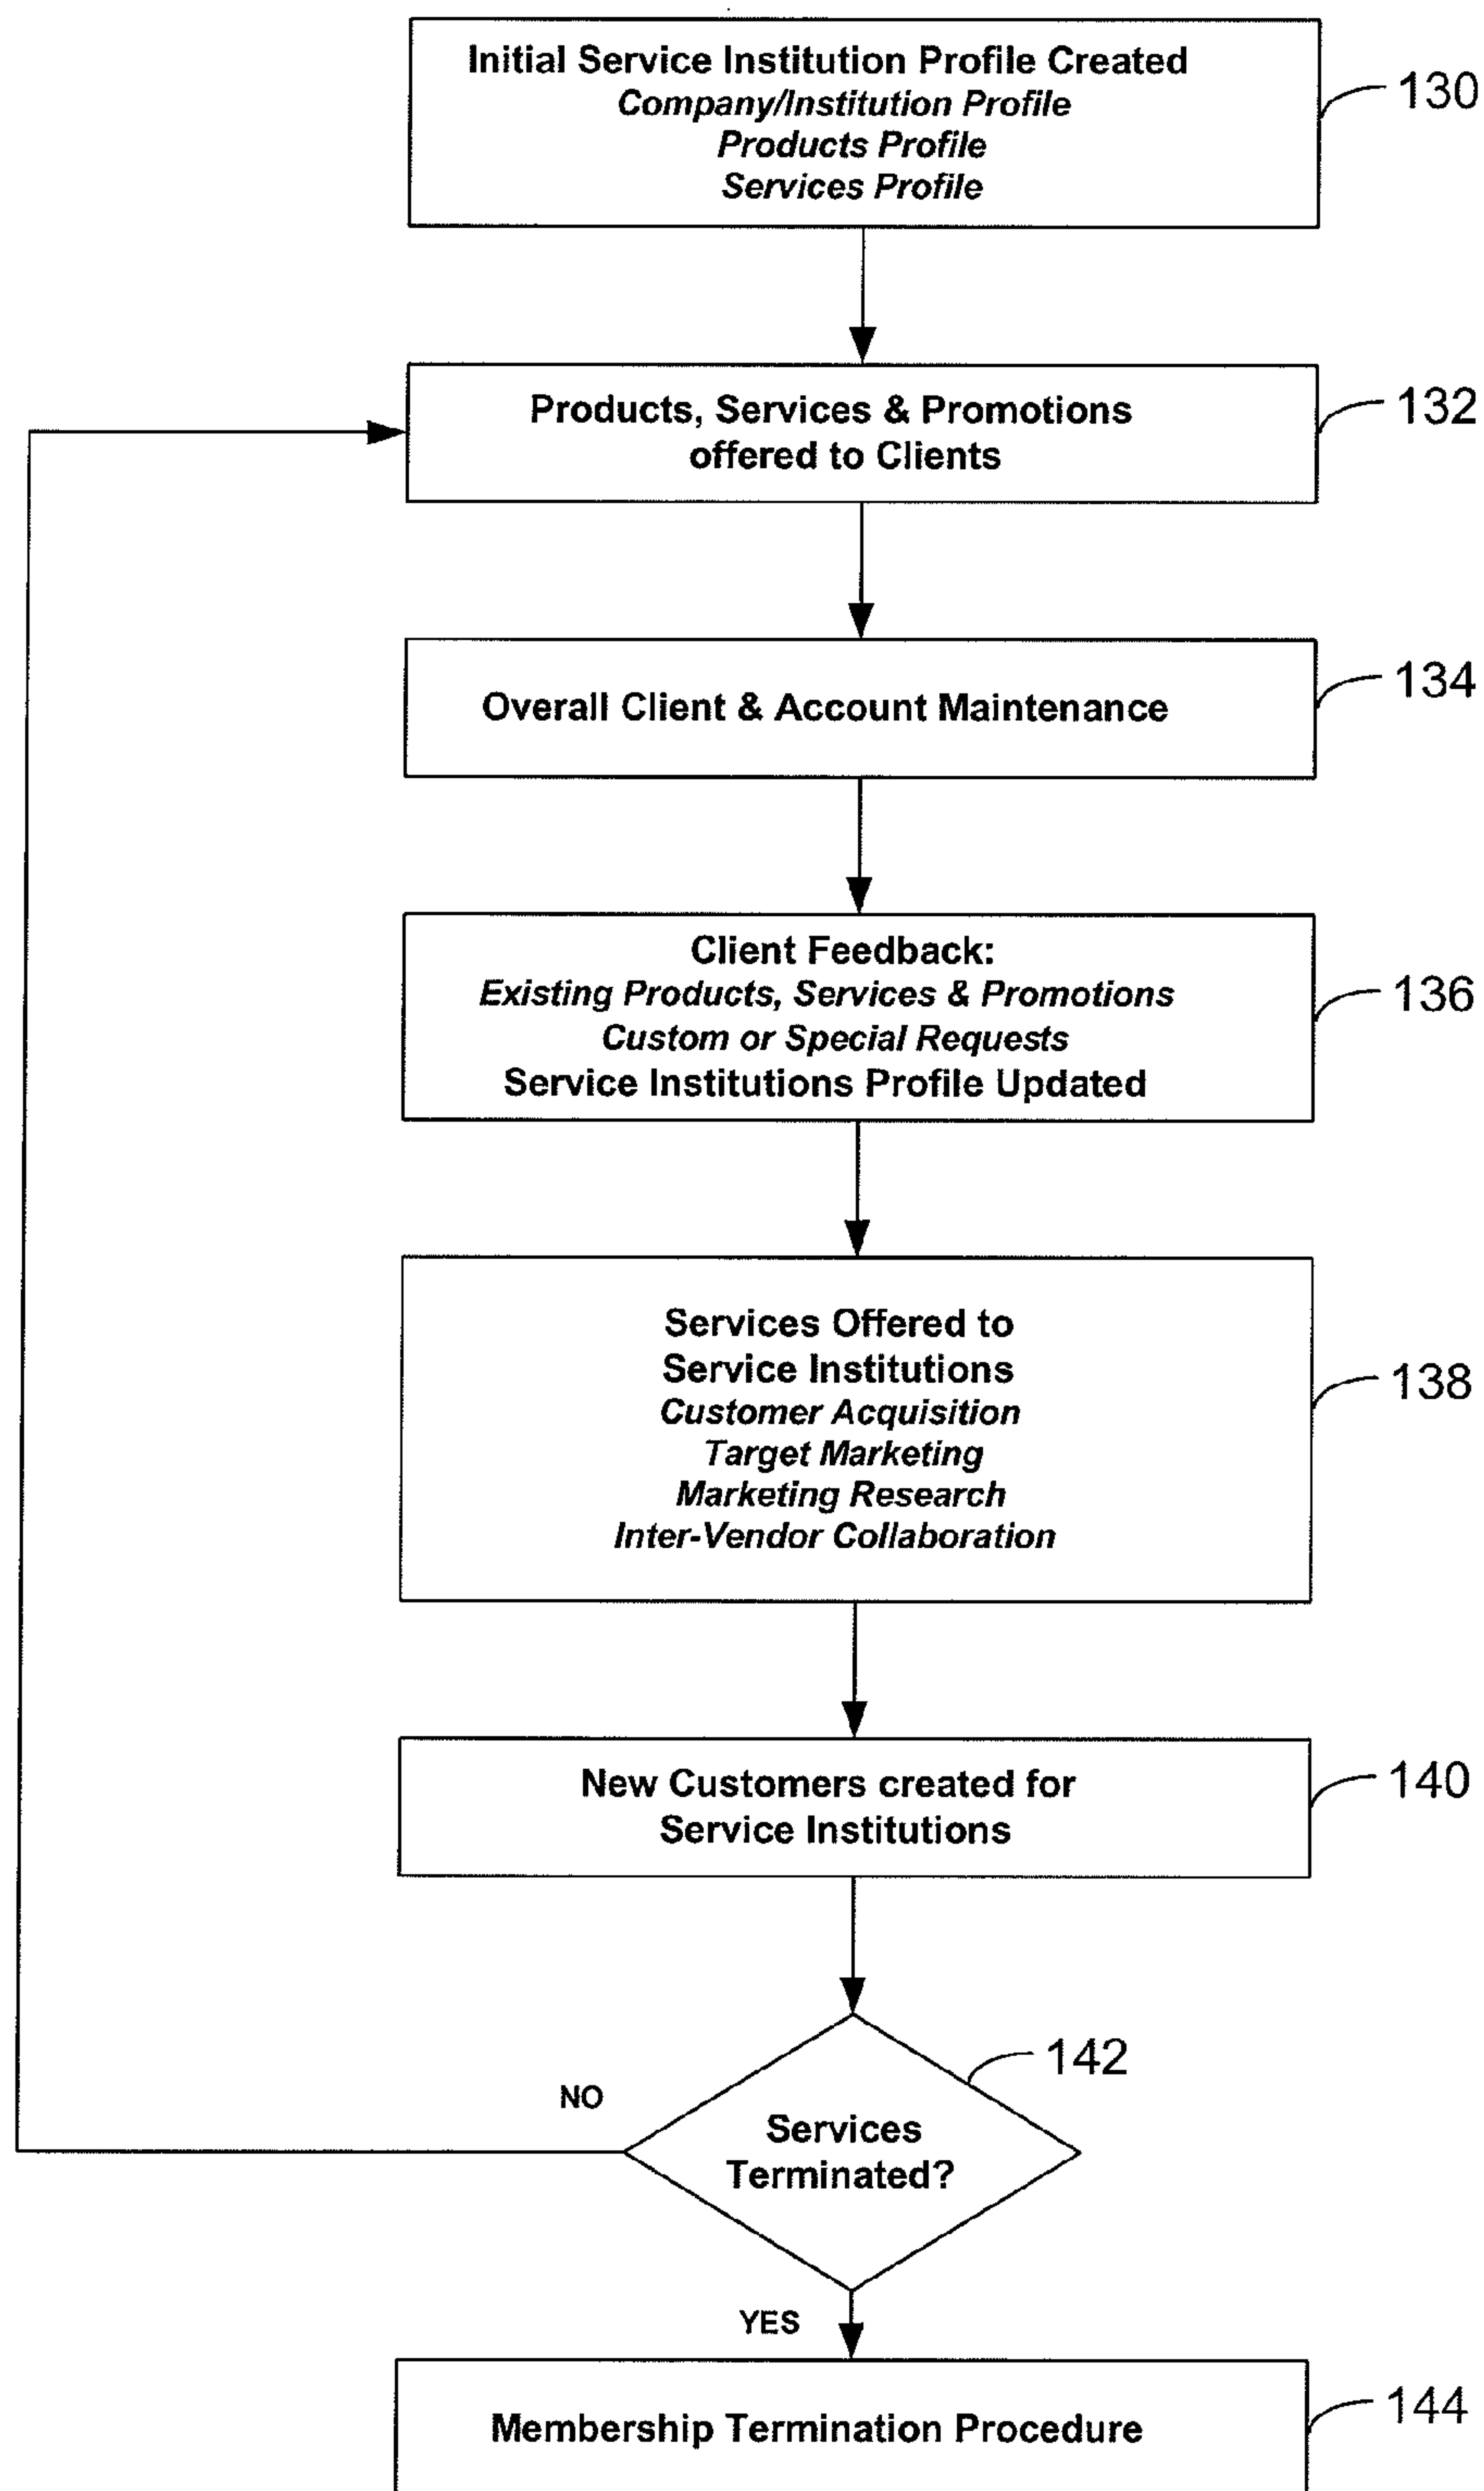 Initial Service Institution Profile Created
Company/Institution Profile
Products Profile
Services Profile
130
Products, Services & Promotions
offered to Clients
132
Overall Client & Account Maintenance
134
Client Feedback:
Existing Products, Services & Promotions
Custom or Special Requests
Service Institutions Profile Updated
136
Services Offered to
Service Institutions
Customer Acquisition
Target Marketing
Marketing Research
Inter-Vendor Collaboration
138
New Customers created for
Service Institutions
140
142
NO
Services
Terminated?
YES
Membership Termination Procedure
144